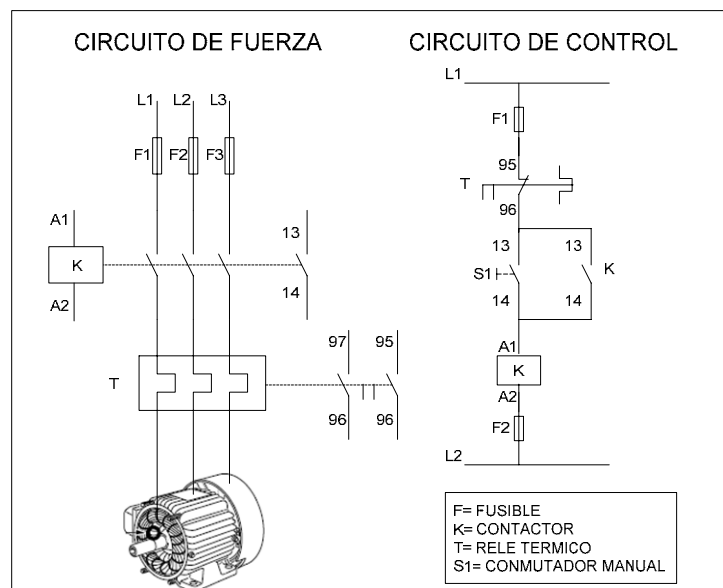 CIRCUITO DE FUERZA
L1 L2 L3
F1 F2 F3
A1
K
A2
13
14
T
97 95
96 96
CIRCUITO DE CONTROL
L1
F1
95
T
96
13 13
S1 K
14 14
A1
K
A2
F2
L2
F= FUSIBLE
K= CONTACTOR
T= RELE TERMICO
S1= CONMUTADOR MANUAL